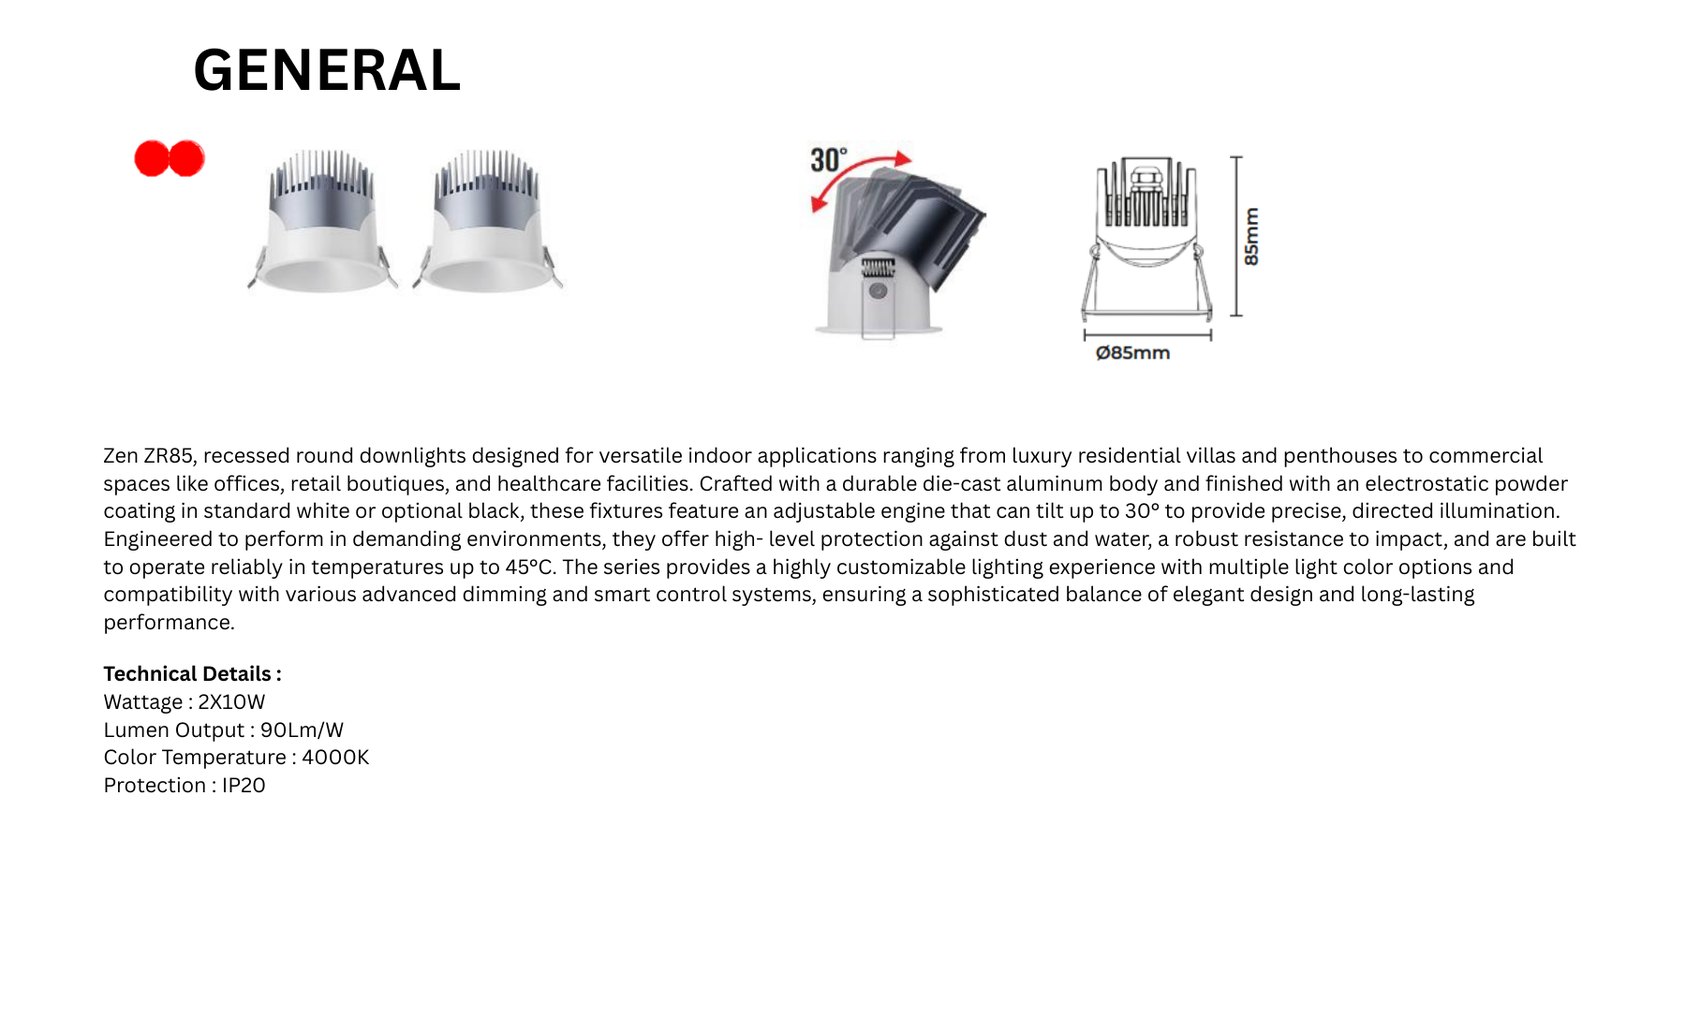 GENERAL
30°
85mm
Ø85mm
Zen ZR85, recessed round downlights designed for versatile indoor applications ranging from luxury residential villas and penthouses to commercial
spaces like offices, retail boutiques, and healthcare facilities. Crafted with a durable die-cast aluminum body and finished with an electrostatic powder
coating in standard white or optional black, these fixtures feature an adjustable engine that can tilt up to 30° to provide precise, directed illumination.
Engineered to perform in demanding environments, they offer high- level protection against dust and water, a robust resistance to impact, and are built
to operate reliably in temperatures up to 45°C. The series provides a highly customizable lighting experience with multiple light color options and
compatibility with various advanced dimming and smart control systems, ensuring a sophisticated balance of elegant design and long-lasting
performance.
Technical Details :
Wattage : 2X10W
Lumen Output : 90Lm/W
Color Temperature : 4000K
Protection : IP20